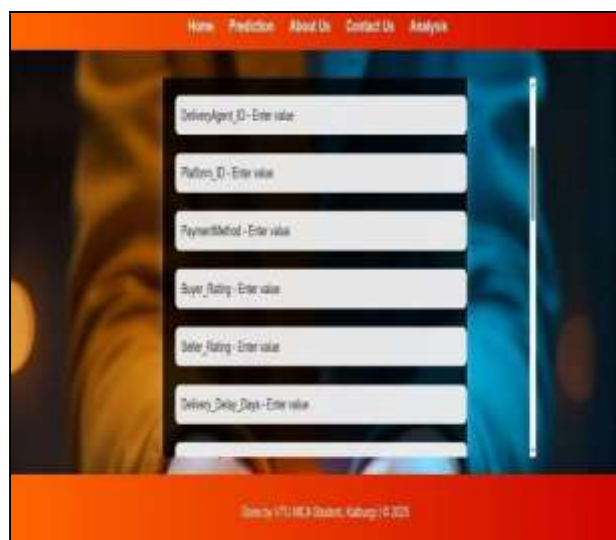 Home Prediction About Us Contact Us Analysis
DeliveryAgent_ID - Enter value
Platform_ID - Enter value
PaymentMethod - Enter value
Buyer_Rating - Enter value
Seller_Rating - Enter value
Delivery_Delay_Days - Enter value
Done by VTU MCA Student, Kalburgi | © 2025